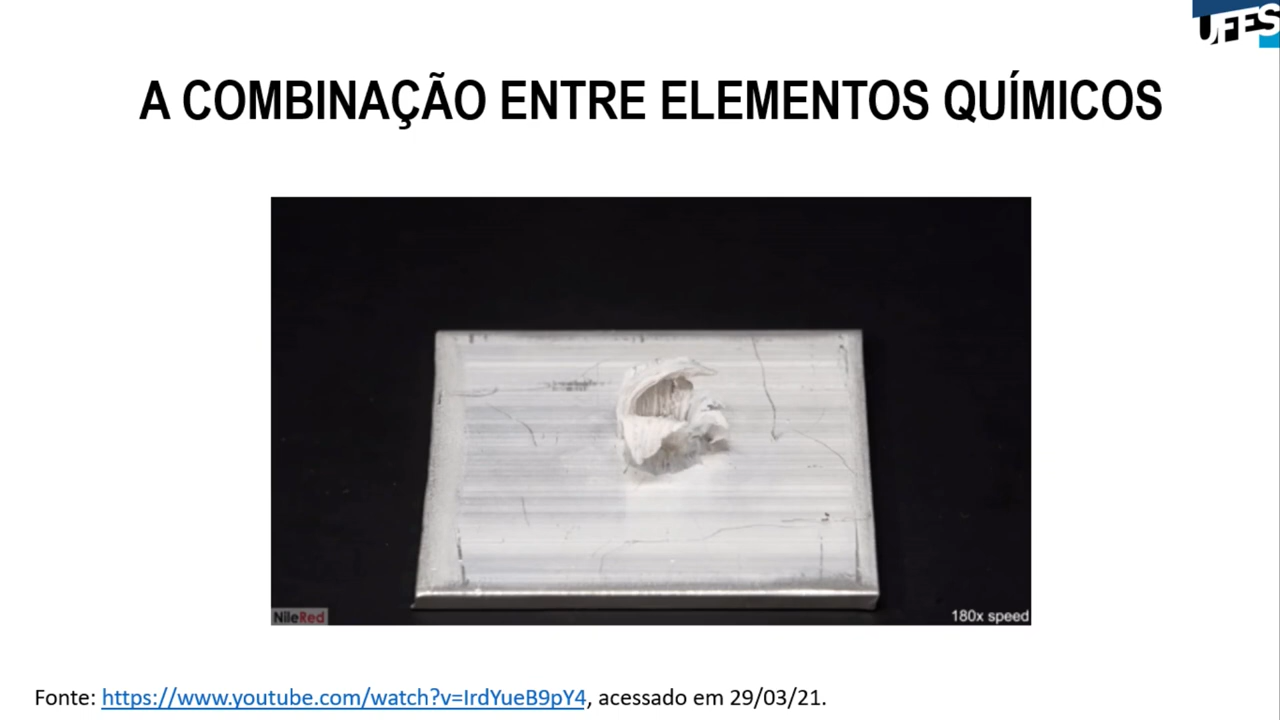 UFES
A COMBINAÇÃO ENTRE ELEMENTOS QUÍMICOS
NileRed
180x speed
Fonte: https://www.youtube.com/watch?v=IrdYueB9pY4, acessado em 29/03/21.